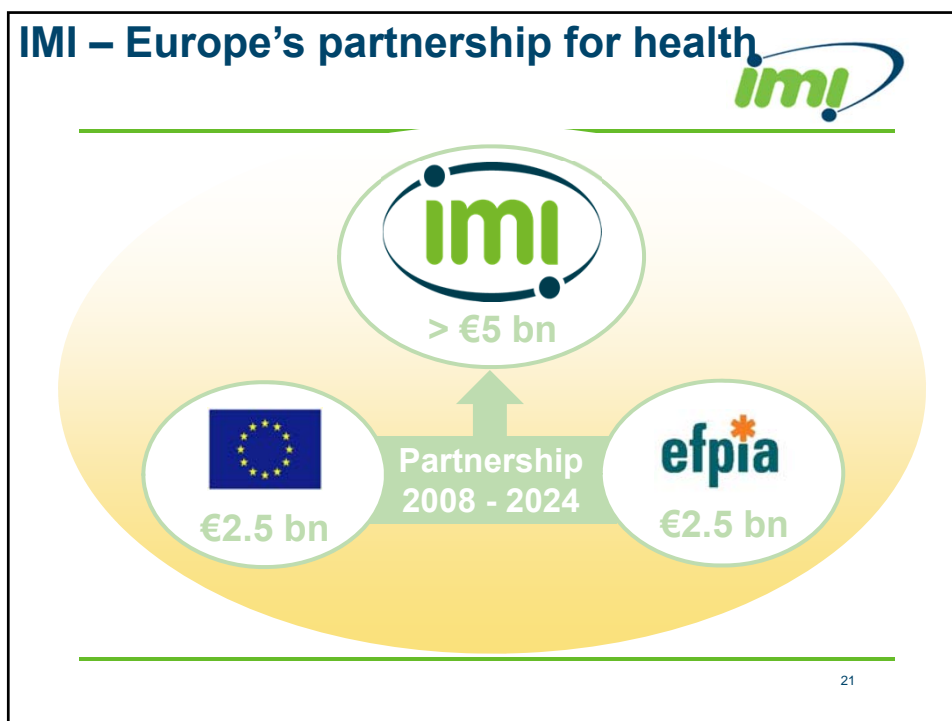 IMI – Europe's partnership for health
imi
imi
> €5 bn
Partnership
2008 - 2024
€2.5 bn
efpia
€2.5 bn
21